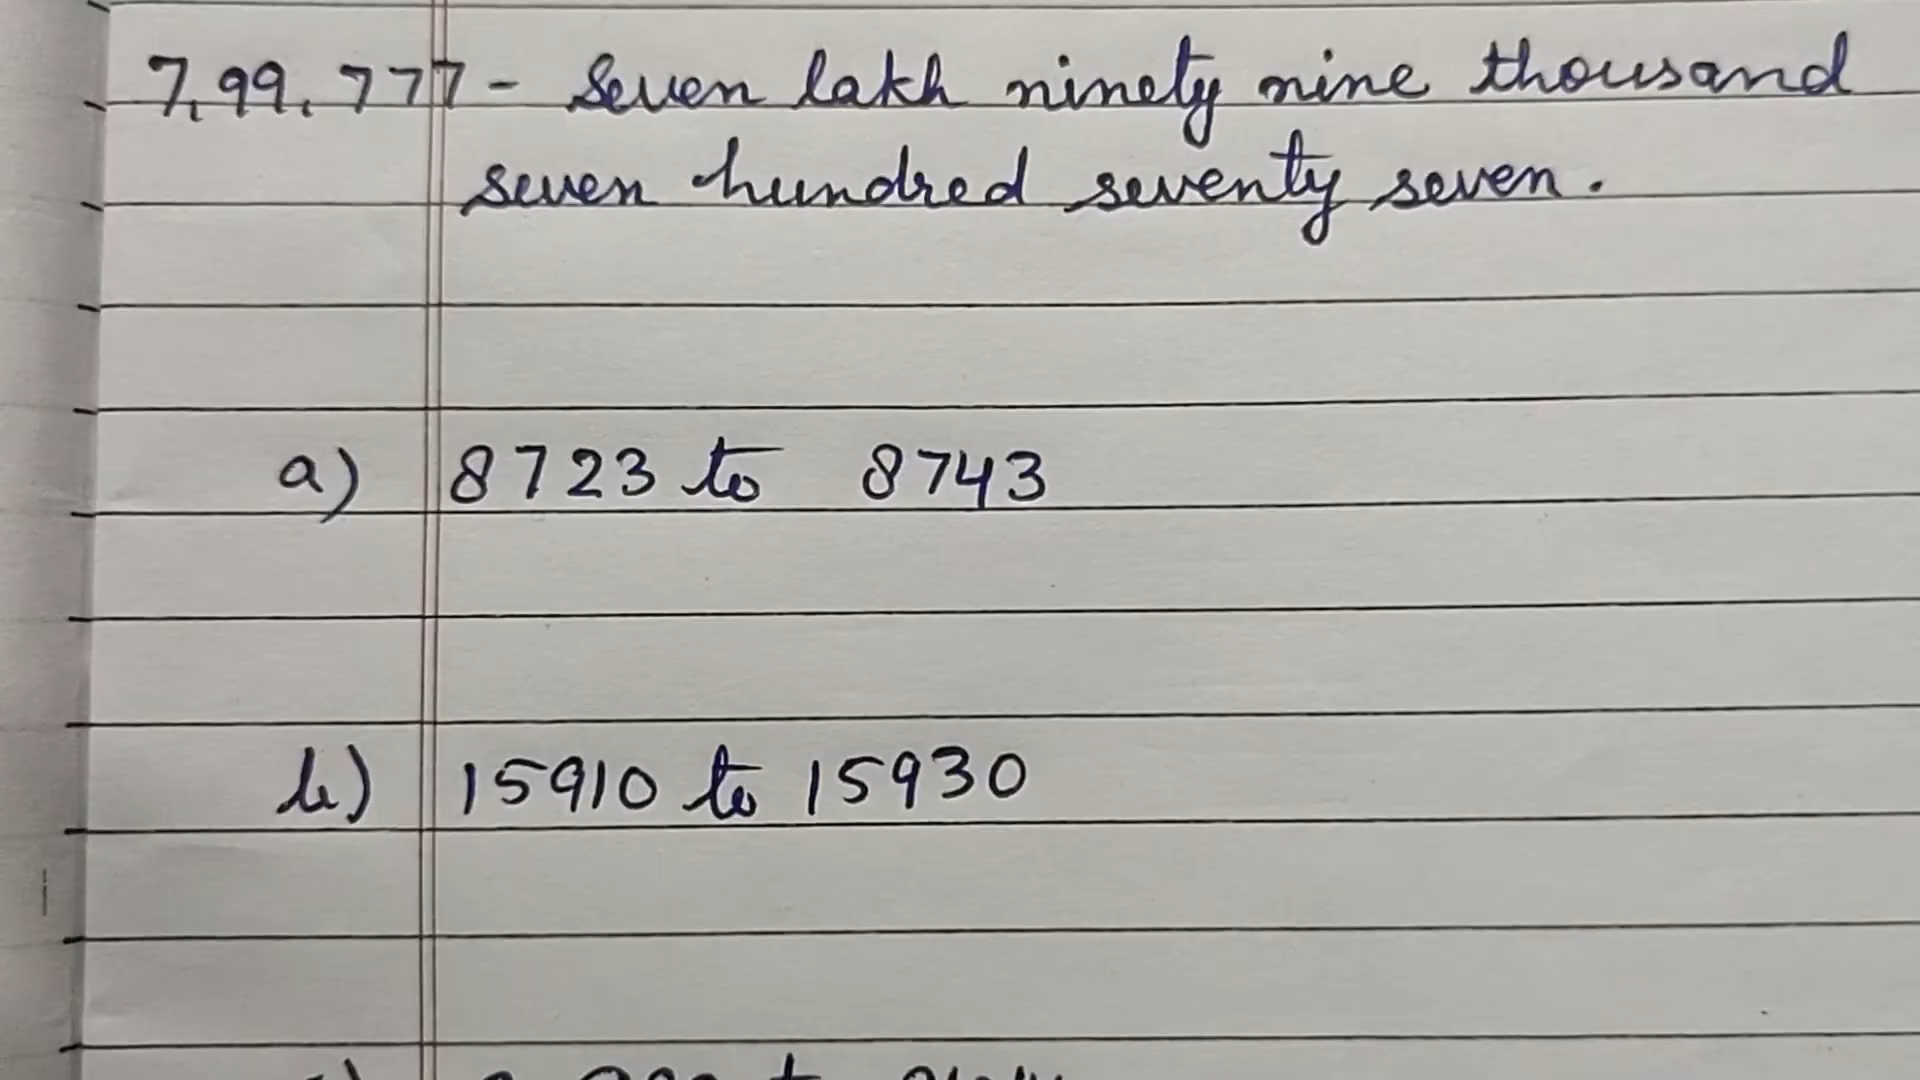 7,99,777 - Seven lakh ninety nine thousand
seven hundred seventy seven.
a) 8723 to 8743
b) 15910 to 15930